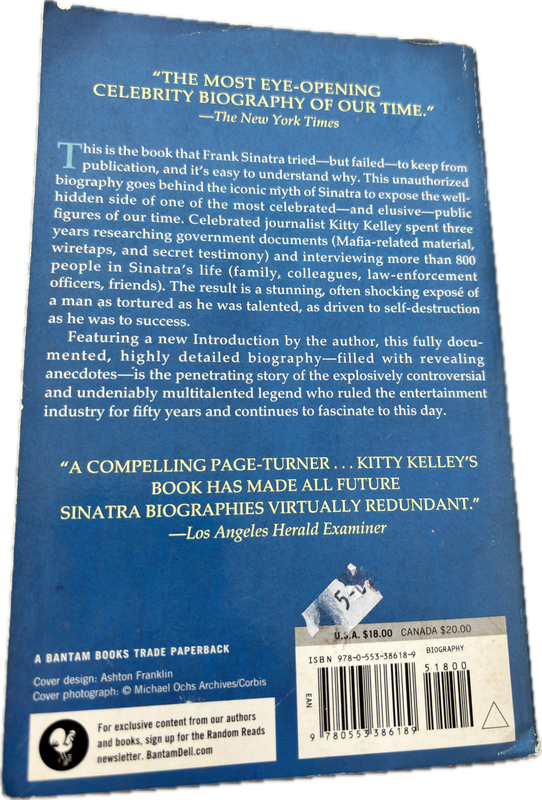 “THE MOST EYE-OPENING
CELEBRITY BIOGRAPHY OF OUR TIME.”
—The New York Times
This is the book that Frank Sinatra tried—but failed—to keep from
publication, and it’s easy to understand why. This unauthorized
biography goes behind the iconic myth of Sinatra to expose the well-
hidden side of one of the most celebrated—and elusive—public
figures of our time. Celebrated journalist Kitty Kelley spent three
years researching government documents (Mafia-related material,
wiretaps, and secret testimony) and interviewing more than 800
people in Sinatra’s life (family, colleagues, law-enforcement
officers, friends). The result is a stunning, often shocking exposé of
a man as tortured as he was talented, as driven to self-destruction
as he was to success.
Featuring a new Introduction by the author, this fully docu-
mented, highly detailed biography—filled with revealing
anecdotes—is the penetrating story of the explosively controversial
and undeniably multitalented legend who ruled the entertainment
industry for fifty years and continues to fascinate to this day.
“A COMPELLING PAGE-TURNER . . . KITTY KELLEY’S
BOOK HAS MADE ALL FUTURE
SINATRA BIOGRAPHIES VIRTUALLY REDUNDANT.”
—Los Angeles Herald Examiner
A BANTAM BOOKS TRADE PAPERBACK
Cover design: Ashton Franklin
Cover photograph: © Michael Ochs Archives/Corbis
For exclusive content from our authors
and books, sign up for the Random Reads
newsletter. BantamDell.com
U.S.A. $18.00 CANADA $20.00
ISBN 978-0-553-38618-9 BIOGRAPHY
51800
EAN
9 780553 386189